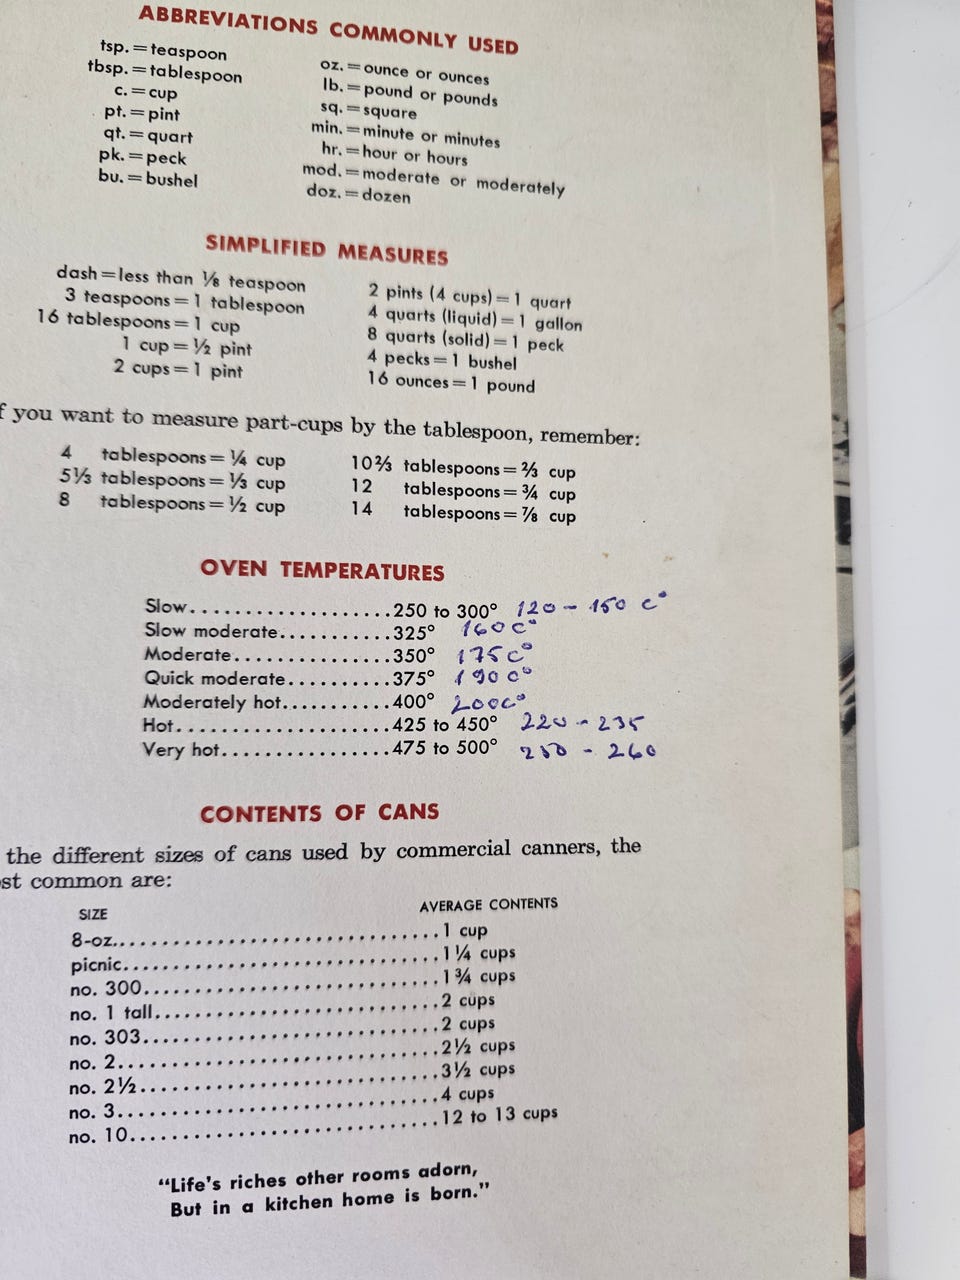 ABBREVIATIONS COMMONLY USED
tsp. = teaspoon
tbsp. = tablespoon
c. = cup
pt. = pint
qt. = quart
pk. = peck
bu. = bushel
oz. = ounce or ounces
lb. = pound or pounds
sq. = square
min. = minute or minutes
hr. = hour or hours
mod. = moderate or moderately
doz. = dozen
SIMPLIFIED MEASURES
dash = less than ⅛ teaspoon
3 teaspoons = 1 tablespoon
16 tablespoons = 1 cup
1 cup = ½ pint
2 cups = 1 pint
2 pints (4 cups) = 1 quart
4 quarts (liquid) = 1 gallon
8 quarts (solid) = 1 peck
4 pecks = 1 bushel
16 ounces = 1 pound
f you want to measure part-cups by the tablespoon, remember:
4 tablespoons = ¼ cup
5⅓ tablespoons = ⅓ cup
8 tablespoons = ½ cup
10⅔ tablespoons = ⅔ cup
12 tablespoons = ¾ cup
14 tablespoons = ⅞ cup
OVEN TEMPERATURES
Slow...................250 to 300° 120 - 150 C°
Slow moderate...........325° 160 C°
Moderate................350° 175 C°
Quick moderate..........375° 190 C°
Moderately hot...........400° 200 C°
Hot.....................425 to 450° 220 - 235
Very hot.................475 to 500° 250 - 260
CONTENTS OF CANS
the different sizes of cans used by commercial canners, the
st common are:
SIZE AVERAGE CONTENTS
8-oz..............................1 cup
picnic.............................1¼ cups
no. 300...........................1¾ cups
no. 1 tall..........................2 cups
no. 303...........................2 cups
no. 2..............................2½ cups
no. 2½............................3½ cups
no. 3..............................4 cups
no. 10.............................12 to 13 cups
“Life’s riches other rooms adorn,
But in a kitchen home is born.”